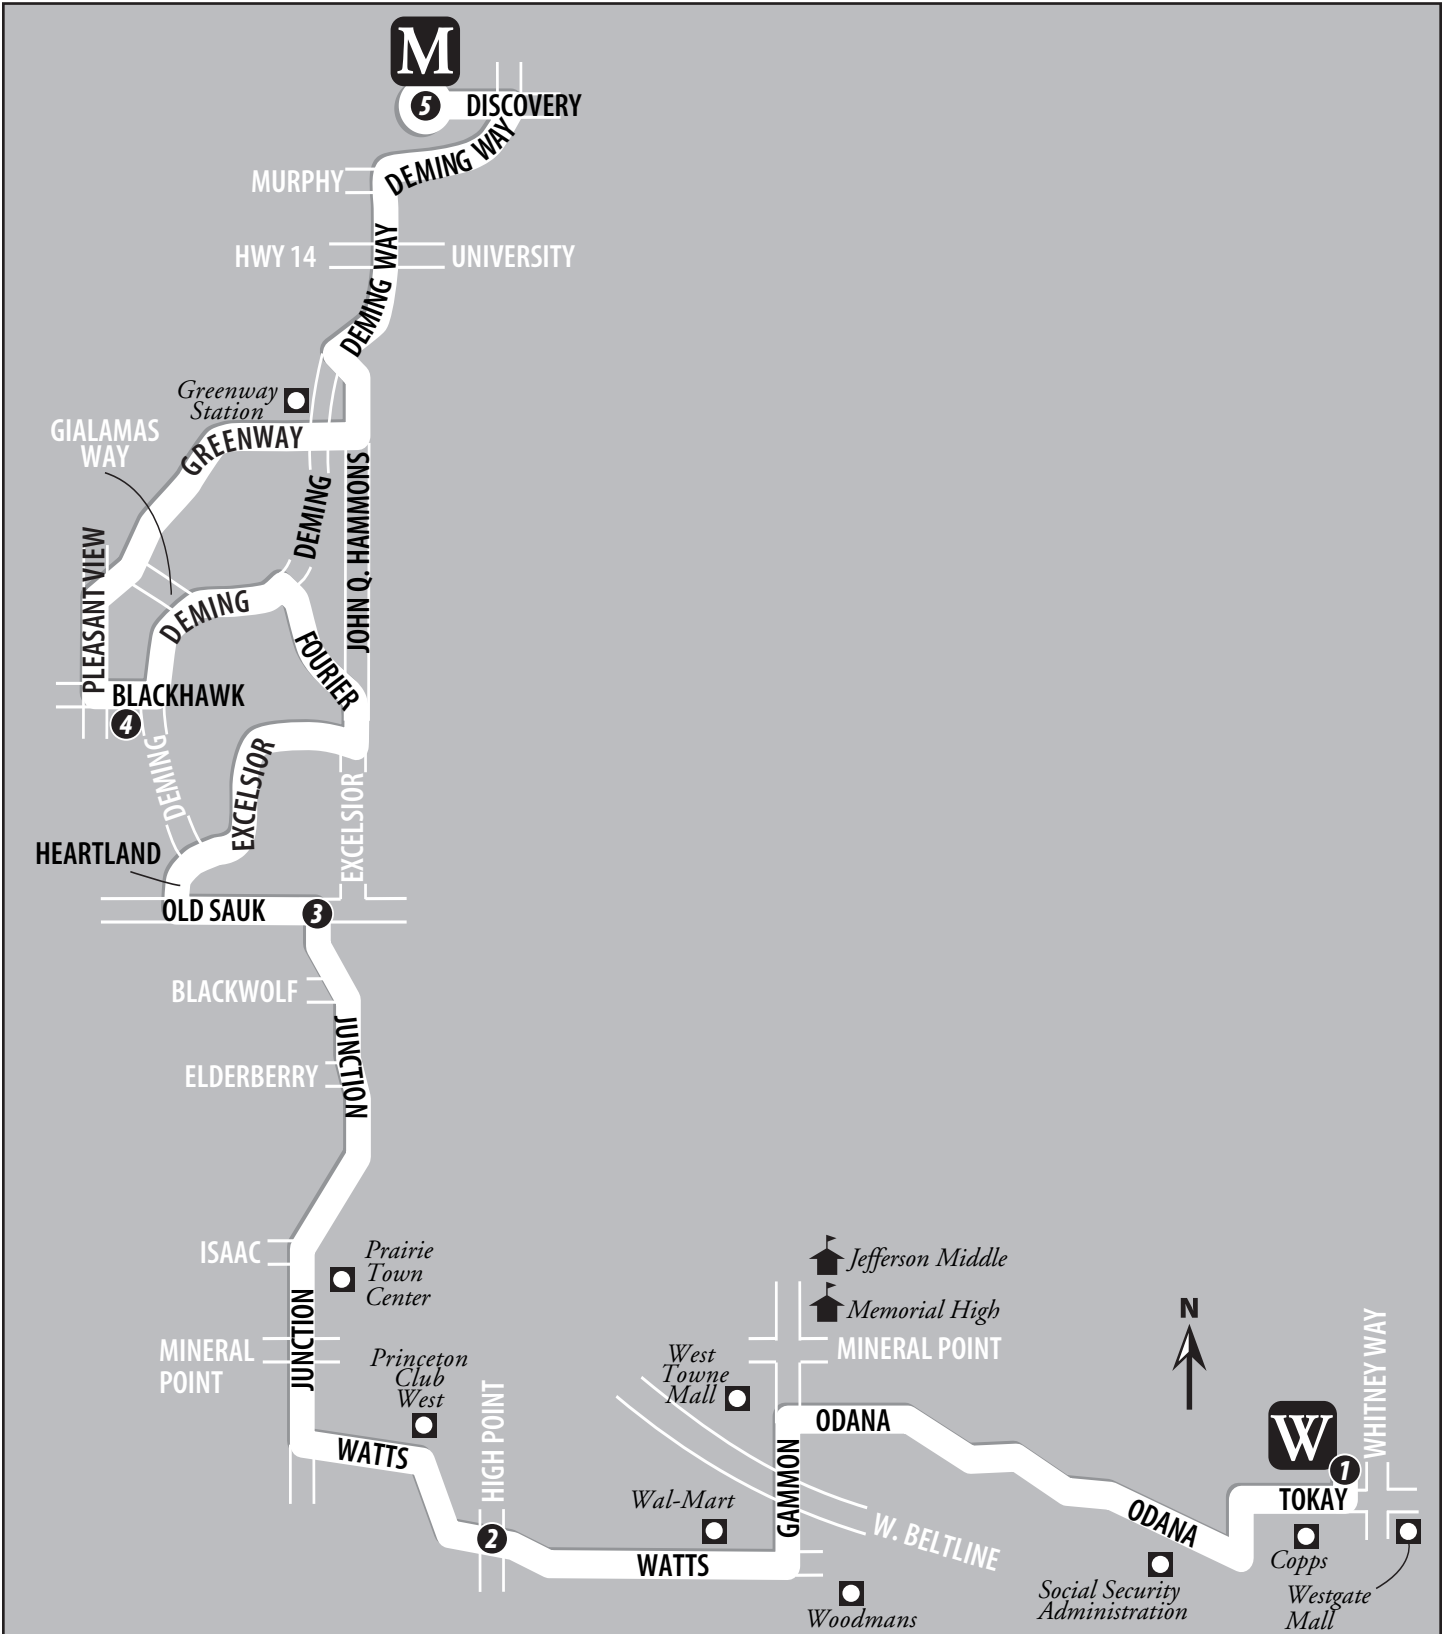 M
5
DISCOVERY
DEMING WAY
MURPHY
DEMING WAY
HWY 14
UNIVERSITY
DEMING WAY
Greenway
Station
GIALAMAS
WAY
GREENWAY
DEMING
JOHN Q. HAMMONS
PLEASANT VIEW
DEMING
FOURIER
BLACKHAWK
4
DEMING
EXCELSIOR
EXCELSIOR
HEARTLAND
OLD SAUK
3
BLACKWOLF
JUNCTION
ELDERBERRY
ISAAC
Prairie
Town
Center
Jefferson Middle
Memorial High
JUNCTION
MINERAL
POINT
MINERAL POINT
Princeton
Club
West
West
Towne
Mall
N
WHITNEY WAY
HIGH POINT
ODANA
W
1
WATTS
GAMMON
TOKAY
Wal-Mart
2
W. BELTLINE
ODANA
WATTS
Copps
Social Security
Administration
Westgate
Mall
Woodmans